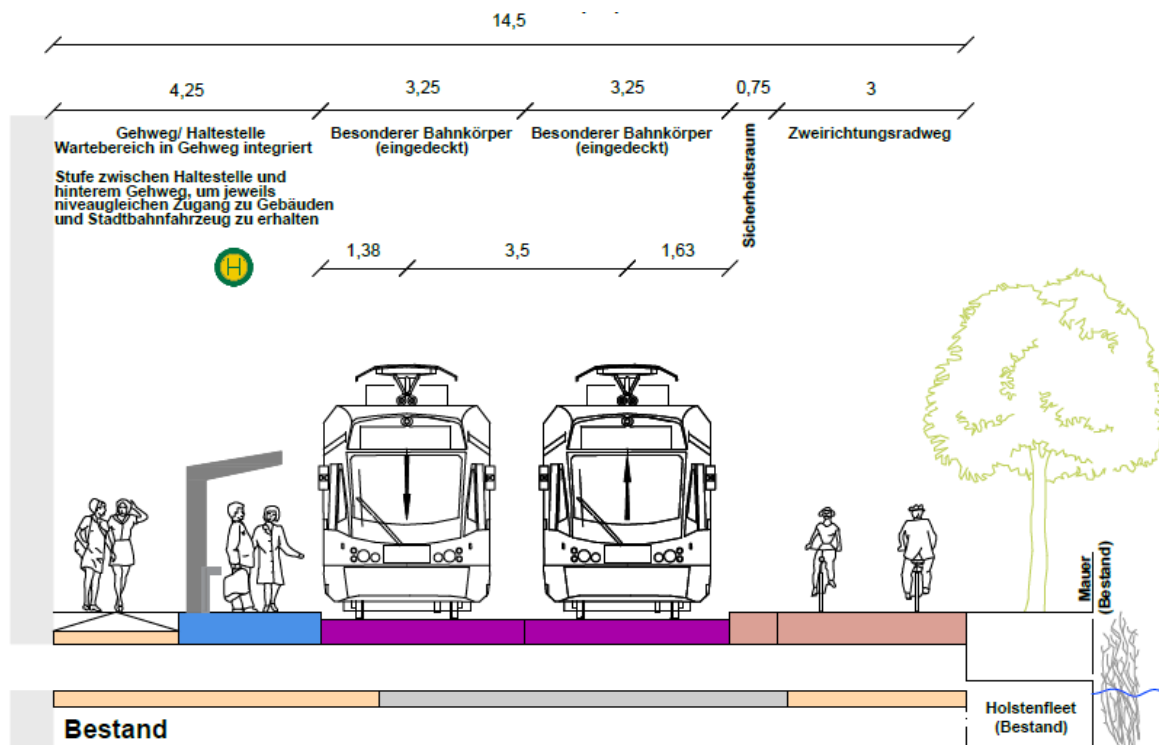 14,5
4,25
3,25
3,25
0,75
3
Gehweg/ Haltestelle
Wartebereich in Gehweg integriert
Stufe zwischen Haltestelle und
hinterem Gehweg, um jeweils
niveaugleichen Zugang zu Gebäuden
und Stadtbahnfahrzeug zu erhalten
Besonderer Bahnkörper
(eingedeckt)
Besonderer Bahnkörper
(eingedeckt)
Sicherheitsraum
Zweirichtungsradweg
1,38
3,5
1,63
H
Mauer
(Bestand)
Holstenfleet
(Bestand)
Bestand